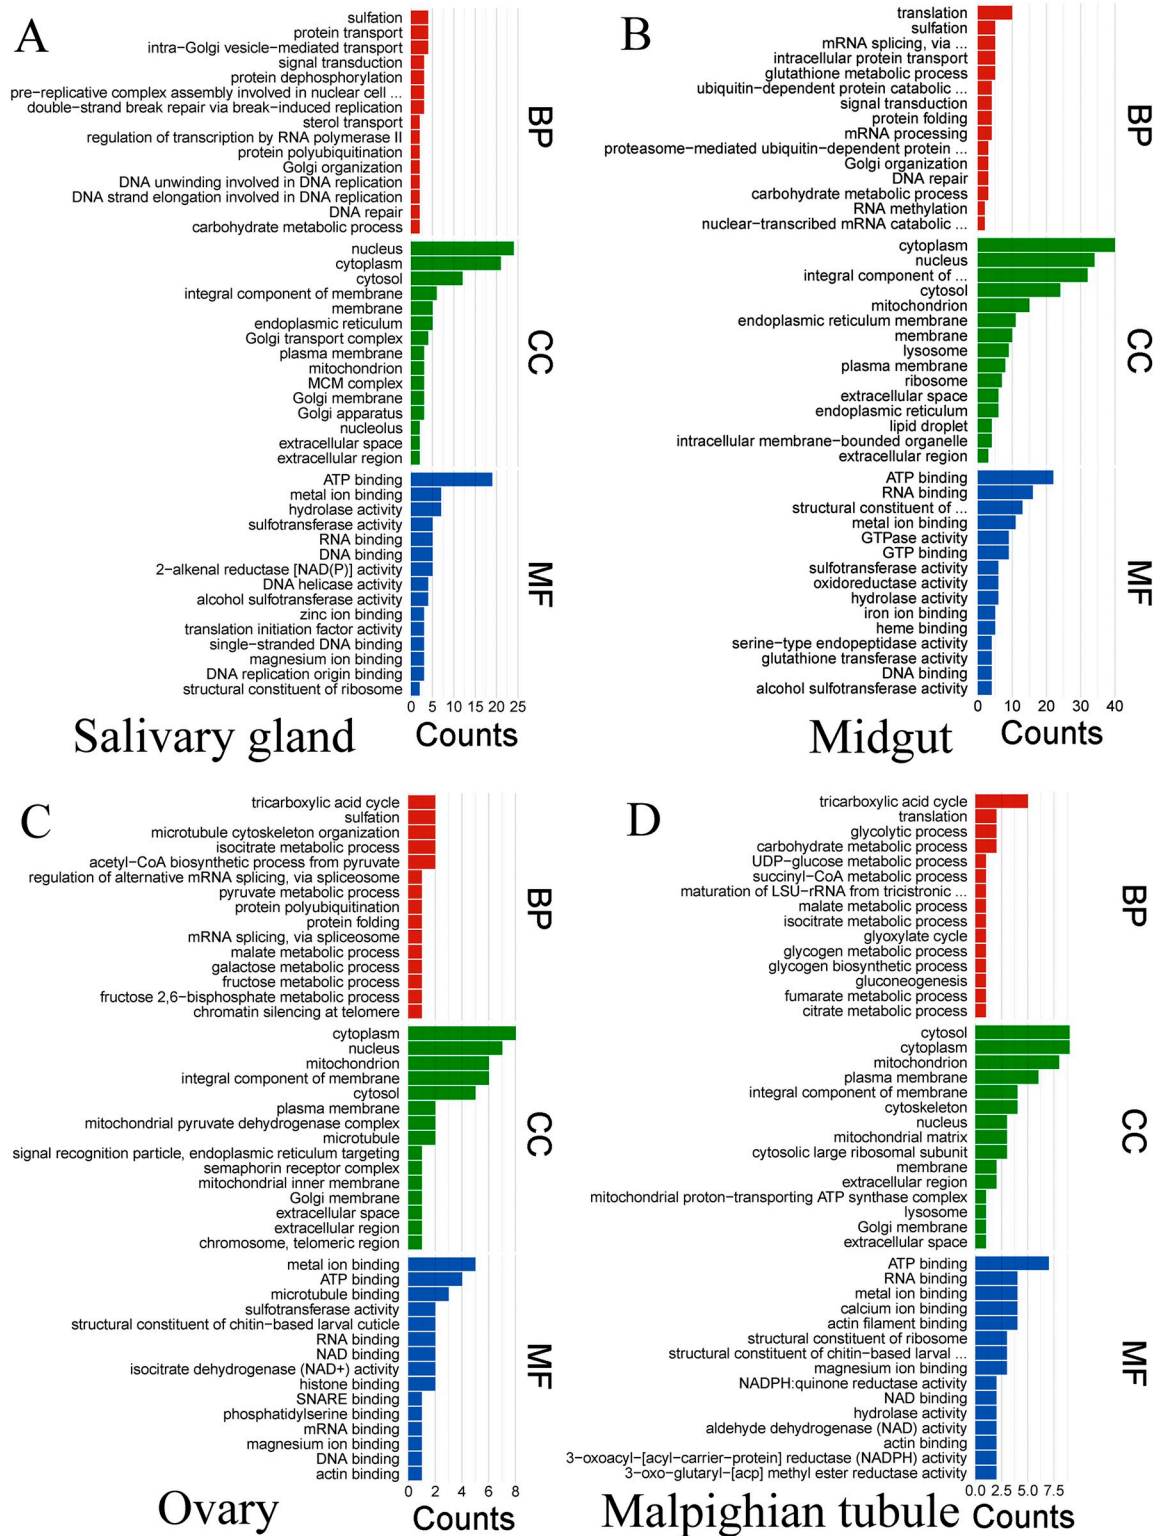 A
sulfation
protein transport
intra−Golgi vesicle−mediated transport
signal transduction
protein dephosphorylation
pre−replicative complex assembly involved in nuclear cell ...
double−strand break repair via break−induced replication
sterol transport
regulation of transcription by RNA polymerase II
protein polyubiquitination
Golgi organization
DNA unwinding involved in DNA replication
DNA strand elongation involved in DNA replication
DNA repair
carbohydrate metabolic process
BP
nucleus
cytoplasm
cytosol
integral component of membrane
membrane
endoplasmic reticulum
Golgi transport complex
plasma membrane
mitochondrion
MCM complex
Golgi membrane
Golgi apparatus
nucleolus
extracellular space
extracellular region
CC
ATP binding
metal ion binding
hydrolase activity
sulfotransferase activity
RNA binding
DNA binding
2−alkenal reductase [NAD(P)] activity
DNA helicase activity
alcohol sulfotransferase activity
zinc ion binding
translation initiation factor activity
single−stranded DNA binding
magnesium ion binding
DNA replication origin binding
structural constituent of ribosome
MF
0 5 10 15 20 25
Salivary gland Counts
B
translation
sulfation
mRNA splicing, via ...
intracellular protein transport
glutathione metabolic process
ubiquitin−dependent protein catabolic ...
signal transduction
protein folding
mRNA processing
proteasome−mediated ubiquitin−dependent protein ...
Golgi organization
DNA repair
carbohydrate metabolic process
RNA methylation
nuclear−transcribed mRNA catabolic ...
BP
cytoplasm
nucleus
integral component of ...
cytosol
mitochondrion
endoplasmic reticulum membrane
membrane
lysosome
plasma membrane
ribosome
extracellular space
endoplasmic reticulum
lipid droplet
intracellular membrane−bounded organelle
extracellular region
CC
ATP binding
RNA binding
structural constituent of ...
metal ion binding
GTPase activity
GTP binding
sulfotransferase activity
oxidoreductase activity
hydrolase activity
iron ion binding
heme binding
serine−type endopeptidase activity
glutathione transferase activity
DNA binding
alcohol sulfotransferase activity
MF
0 10 20 30 40
Midgut Counts
C
tricarboxylic acid cycle
sulfation
microtubule cytoskeleton organization
isocitrate metabolic process
acetyl−CoA biosynthetic process from pyruvate
regulation of alternative mRNA splicing, via spliceosome
pyruvate metabolic process
protein polyubiquitination
protein folding
mRNA splicing, via spliceosome
malate metabolic process
galactose metabolic process
fructose metabolic process
fructose 2,6−bisphosphate metabolic process
chromatin silencing at telomere
BP
cytoplasm
nucleus
mitochondrion
integral component of membrane
cytosol
plasma membrane
mitochondrial pyruvate dehydrogenase complex
microtubule
signal recognition particle, endoplasmic reticulum targeting
semaphorin receptor complex
mitochondrial inner membrane
Golgi membrane
extracellular space
extracellular region
chromosome, telomeric region
CC
metal ion binding
ATP binding
microtubule binding
sulfotransferase activity
structural constituent of chitin−based larval cuticle
RNA binding
NAD binding
isocitrate dehydrogenase (NAD+) activity
histone binding
SNARE binding
phosphatidylserine binding
mRNA binding
magnesium ion binding
DNA binding
actin binding
MF
0 2 4 6 8
Ovary Counts
D
tricarboxylic acid cycle
translation
glycolytic process
carbohydrate metabolic process
UDP−glucose metabolic process
succinyl−CoA metabolic process
maturation of LSU−rRNA from tricistronic ...
malate metabolic process
isocitrate metabolic process
glyoxylate cycle
glycogen metabolic process
glycogen biosynthetic process
gluconeogenesis
fumarate metabolic process
citrate metabolic process
BP
cytosol
cytoplasm
mitochondrion
plasma membrane
integral component of membrane
cytoskeleton
nucleus
mitochondrial matrix
cytosolic large ribosomal subunit
membrane
extracellular region
mitochondrial proton−transporting ATP synthase complex
lysosome
Golgi membrane
extracellular space
CC
ATP binding
RNA binding
metal ion binding
calcium ion binding
actin filament binding
structural constituent of ribosome
structural constituent of chitin−based larval ...
magnesium ion binding
NADPH:quinone reductase activity
NAD binding
hydrolase activity
aldehyde dehydrogenase (NAD) activity
actin binding
3−oxoacyl−[acyl−carrier−protein] reductase (NADPH) activity
3−oxo−glutaryl−[acp] methyl ester reductase activity
MF
0.0 2.5 5.0 7.5
Malpighian tubule Counts